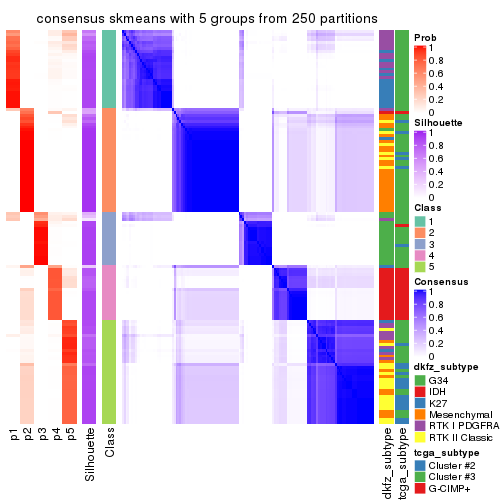 consensus skmeans with 5 groups from 250 partitions
Prob
1
0.8
0.6
0.4
0.2
0
Silhouette
1
0.8
0.6
0.4
0.2
0
Class
1
2
3
4
5
Consensus
1
0.8
0.6
0.4
0.2
0
dkfz_subtype
G34
IDH
K27
Mesenchymal
RTK I PDGFRA
RTK II Classic
tcga_subtype
Cluster #2
Cluster #3
G-CIMP+
p1
p2
p3
p4
p5
Silhouette
Class
dkfz_subtype
tcga_subtype